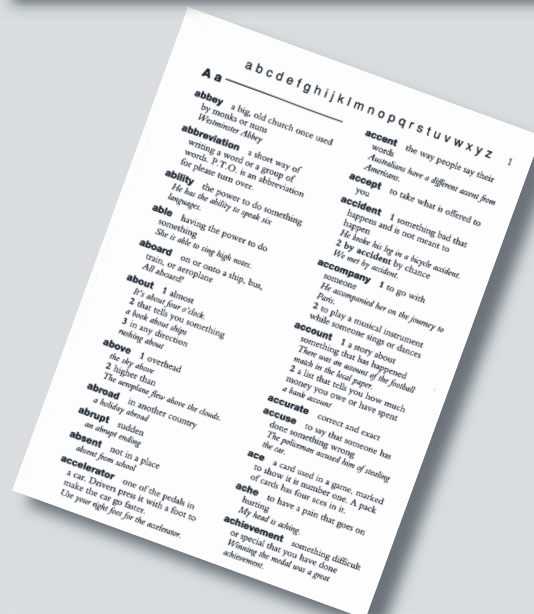 a b c d e f g h i j k l m n o p q r s t u v w x y z 1
A a
abbey a big, old church once used
by monks or nuns
Westminster Abbey
abbreviation a short way of
writing a word or a group of
words. P.T.O. is an abbreviation
for please turn over.
ability the power to do something
He has the ability to speak six
languages.
able having the power to do
something
She is able to sing high notes.
aboard on or onto a ship, bus,
train, or aeroplane
All aboard!
about 1 almost
It's about four o'clock.
2 that tells you something
a book about ships
3 in any direction
rushing about
above 1 overhead
the sky above
2 higher than
The aeroplane flew above the clouds.
abroad in another country
a holiday abroad
abrupt sudden
an abrupt ending
absent not in a place
absent from school
accelerator one of the pedals in
a car. Drivers press it with a foot to
make the car go faster.
Use your right foot for the accelerator.
accent the way people say their
words
Australians have a different accent from
Americans.
accept to take what is offered to
you
accident 1 something bad that
happens and is not meant to
happen
He broke his leg in a bicycle accident.
2 by accident by chance
We met by accident.
accompany 1 to go with
someone
He accompanied her on the journey to
Paris.
2 to play a musical instrument
while someone sings or dances
account 1 a story about
something that has happened
There was an account of the football
match in the local paper.
2 a list that tells you how much
money you owe or have spent
a bank account
accurate correct and exact
accuse to say that someone has
done something wrong
The policeman accused him of stealing
the car.
ace a card used in a game, marked
to show it is number one. A pack
of cards has four aces in it.
ache to have a pain that goes on
hurting
My head is aching.
achievement something difficult
or special that you have done
Winning the medal was a great
achievement.